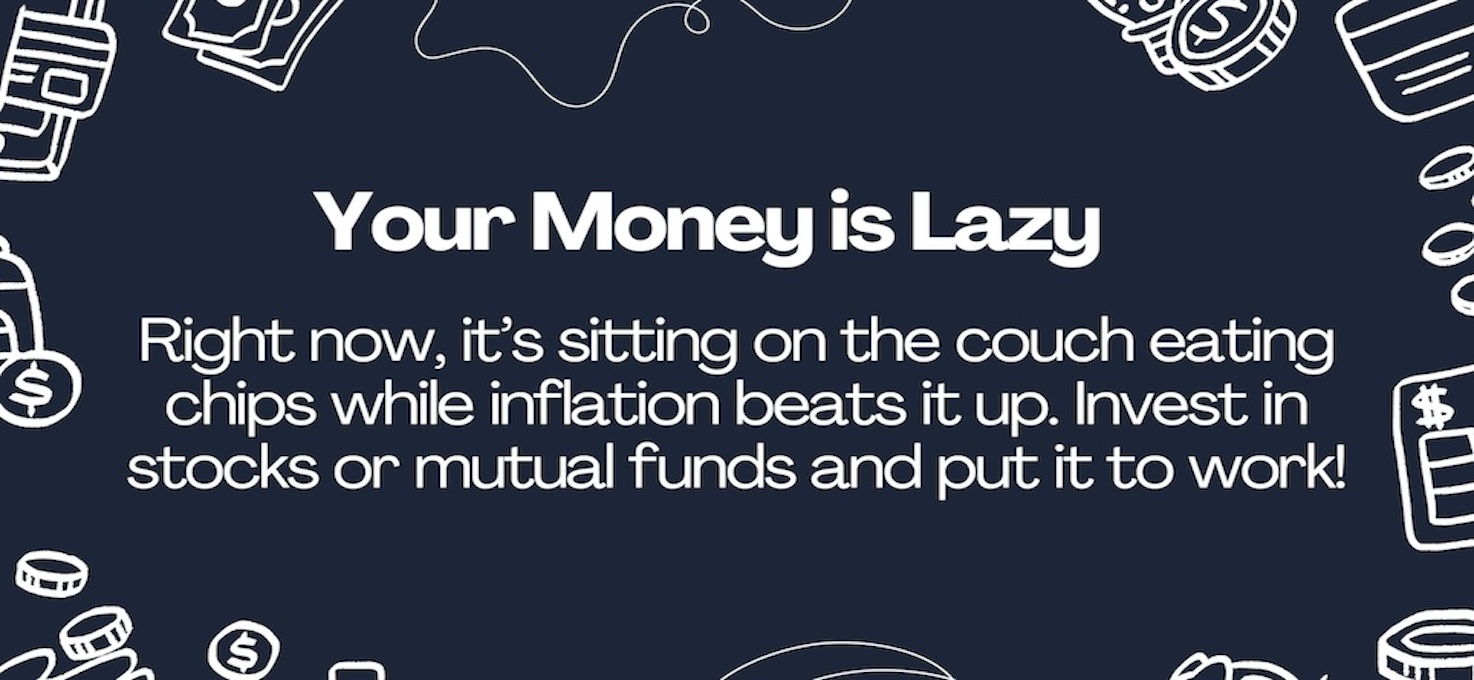 Your Money is Lazy
Right now, it’s sitting on the couch eating
chips while inflation beats it up. Invest in
stocks or mutual funds and put it to work!
$
$
$
$